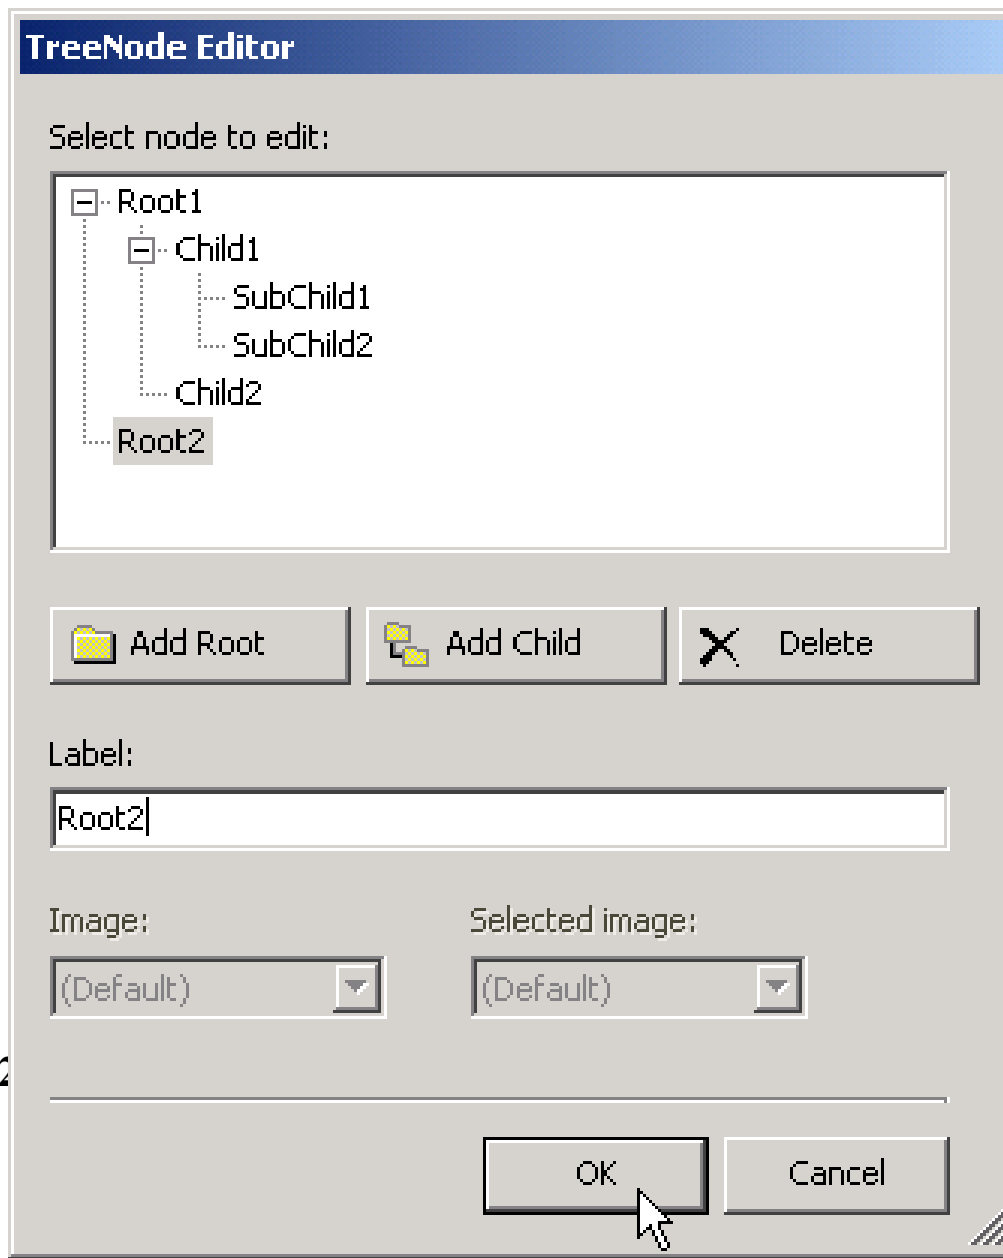 TreeNode Editor
Select node to edit:
Root1
Child1
SubChild1
SubChild2
Child2
Root2
Add Root Add Child Delete
Label:
Root2
Image: Selected image:
(Default) (Default)
2
OK Cancel